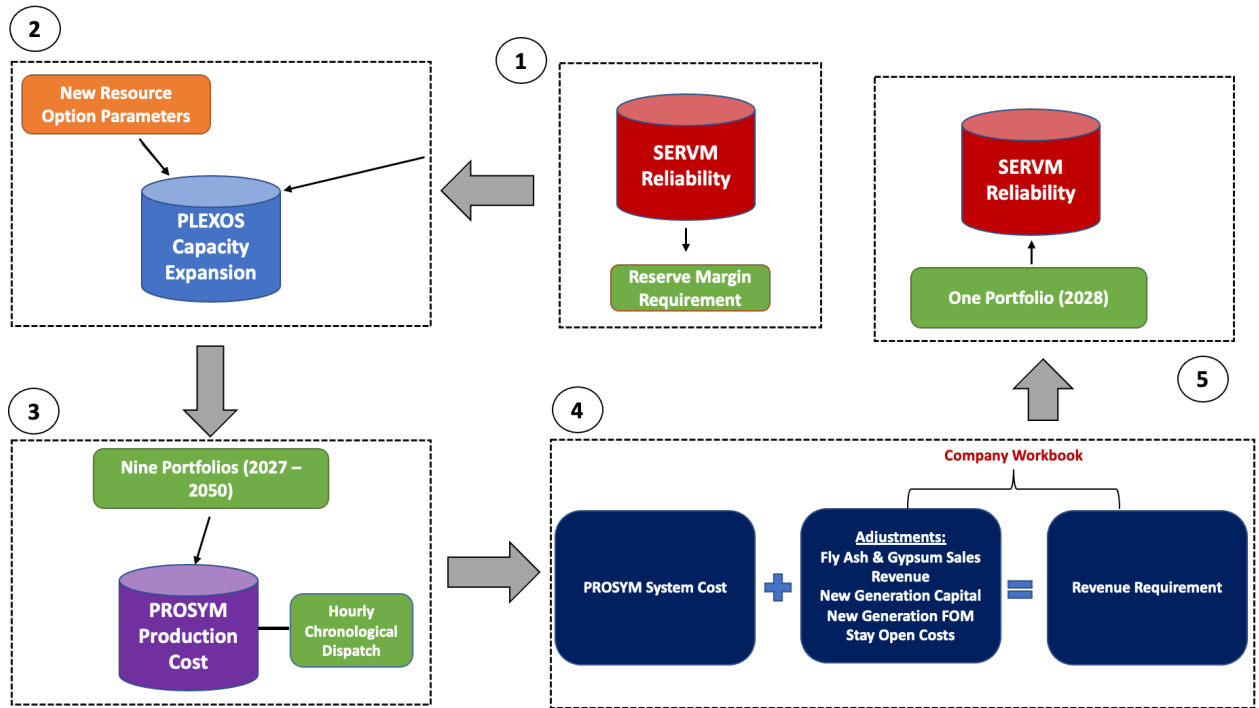 2
New Resource
Option Parameters
PLEXOS
Capacity
Expansion
1
SERVM
Reliability
Reserve Margin
Requirement
SERVM
Reliability
One Portfolio (2028)
5
3
Nine Portfolios (2027 –
2050)
PROSYM
Production
Cost
Hourly
Chronological
Dispatch
4
Company Workbook
PROSYM System Cost
Adjustments:
Fly Ash & Gypsum Sales
Revenue
New Generation Capital
New Generation FOM
Stay Open Costs
Revenue Requirement